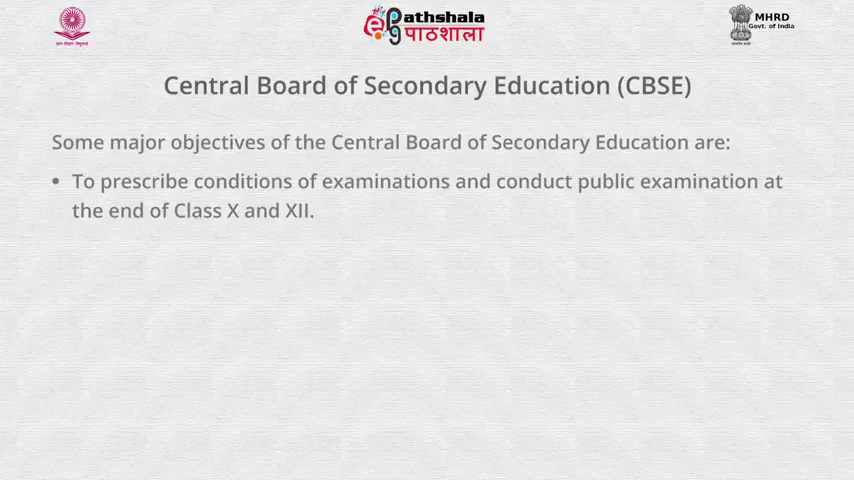 ePathshala
पाठशाला
MHRD
Govt. of India
Central Board of Secondary Education (CBSE)
Some major objectives of the Central Board of Secondary Education are:
• To prescribe conditions of examinations and conduct public examination at
the end of Class X and XII.